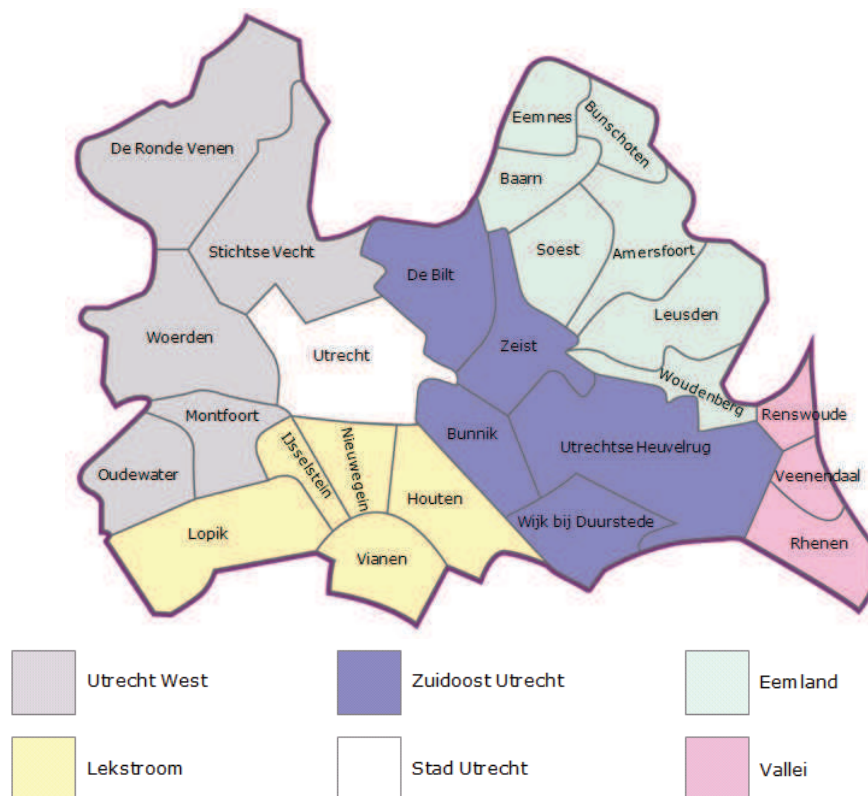 Eemnes
Bunschoten
De Ronde Venen
Baarn
Stichtse Vecht
Soest
Amersfoort
De Bilt
Leusden
Woerden
Utrecht
Zeist
Woudenberg
Montfoort
Renswoude
IJsselstein
Nieuwegein
Bunnik
Utrechtse Heuvelrug
Oudewater
Veenendaal
Houten
Lopik
Wijk bij Duurstede
Vianen
Rhenen
Utrecht West
Zuidoost Utrecht
Eemland
Lekstroom
Stad Utrecht
Vallei